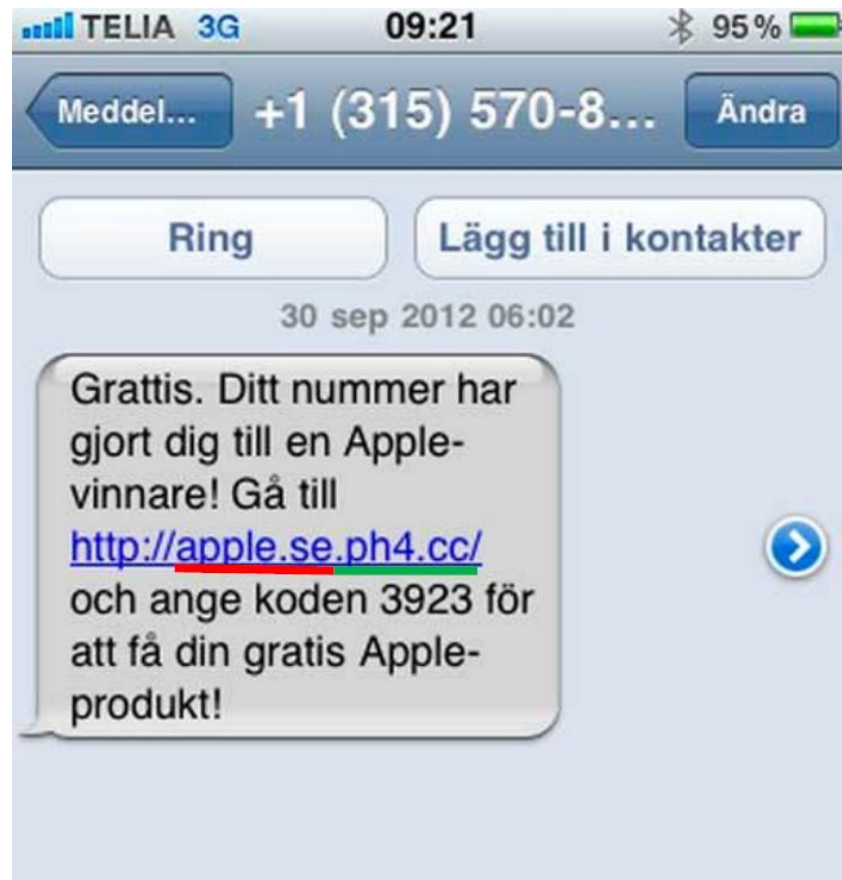 TELIA 3G 09:21 95%
Meddel... +1 (315) 570-8... Ändra
Ring Lägg till i kontakter
30 sep 2012 06:02
Grattis. Ditt nummer har
gjort dig till en Apple-
vinnare! Gå till
http://apple.se.ph4.cc/
och ange koden 3923 för
att få din gratis Apple-
produkt!